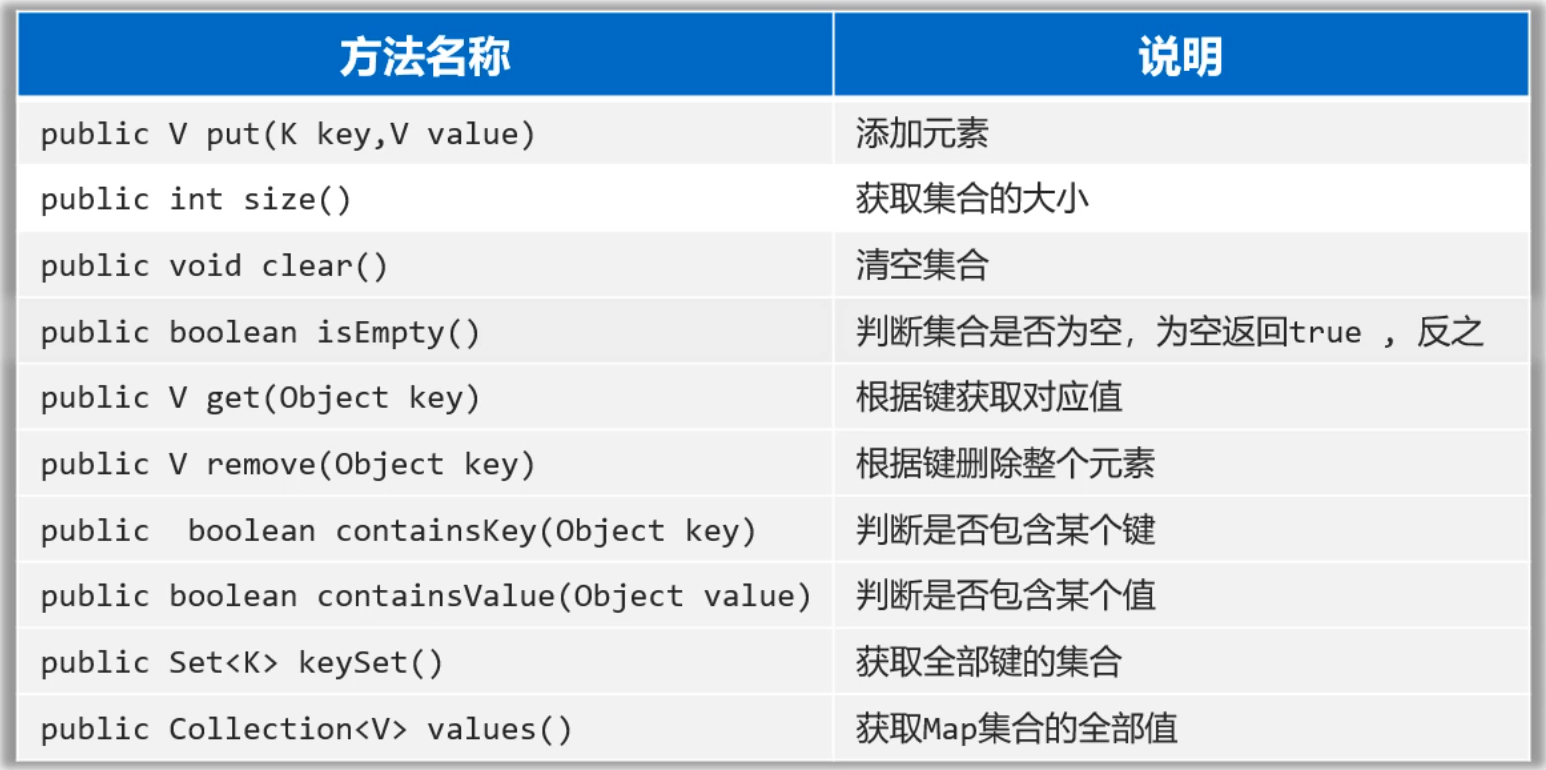 方法名称 说明
public V put(K key,V value) 添加元素
public int size() 获取集合的大小
public void clear() 清空集合
public boolean isEmpty() 判断集合是否为空，为空返回true , 反之
public V get(Object key) 根据键获取对应值
public V remove(Object key) 根据键删除整个元素
public  boolean containsKey(Object key) 判断是否包含某个键
public boolean containsValue(Object value) 判断是否包含某个值
public Set<K> keySet() 获取全部键的集合
public Collection<V> values() 获取Map集合的全部值